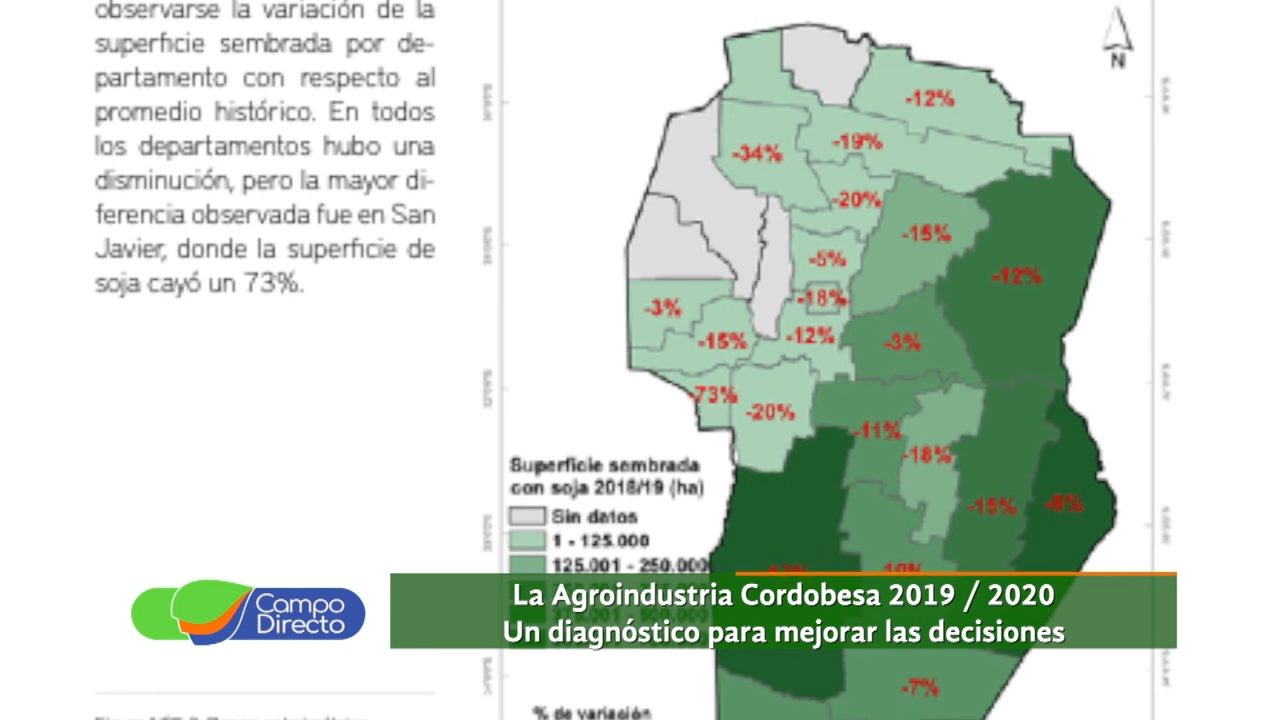 observarse la variación de la
superficie sembrada por de-
partamento con respecto al
promedio histórico. En todos
los departamentos hubo una
disminución, pero la mayor di-
ferencia observada fue en San
Javier, donde la superficie de
soja cayó un 73%.
N
-12%
-19%
-34%
-20%
-15%
-12%
-18%
-3%
-12%
-15%
-3%
-73%
-20%
-11%
-18%
-15%
Superficie sembrada
con soja 2018/19 (ha)
Sin datos
1 - 125.000
125.001 - 250.000
-7%
% de variación
La Agroindustria Cordobesa 2019 / 2020
Un diagnóstico para mejorar las decisiones
Campo
Directo